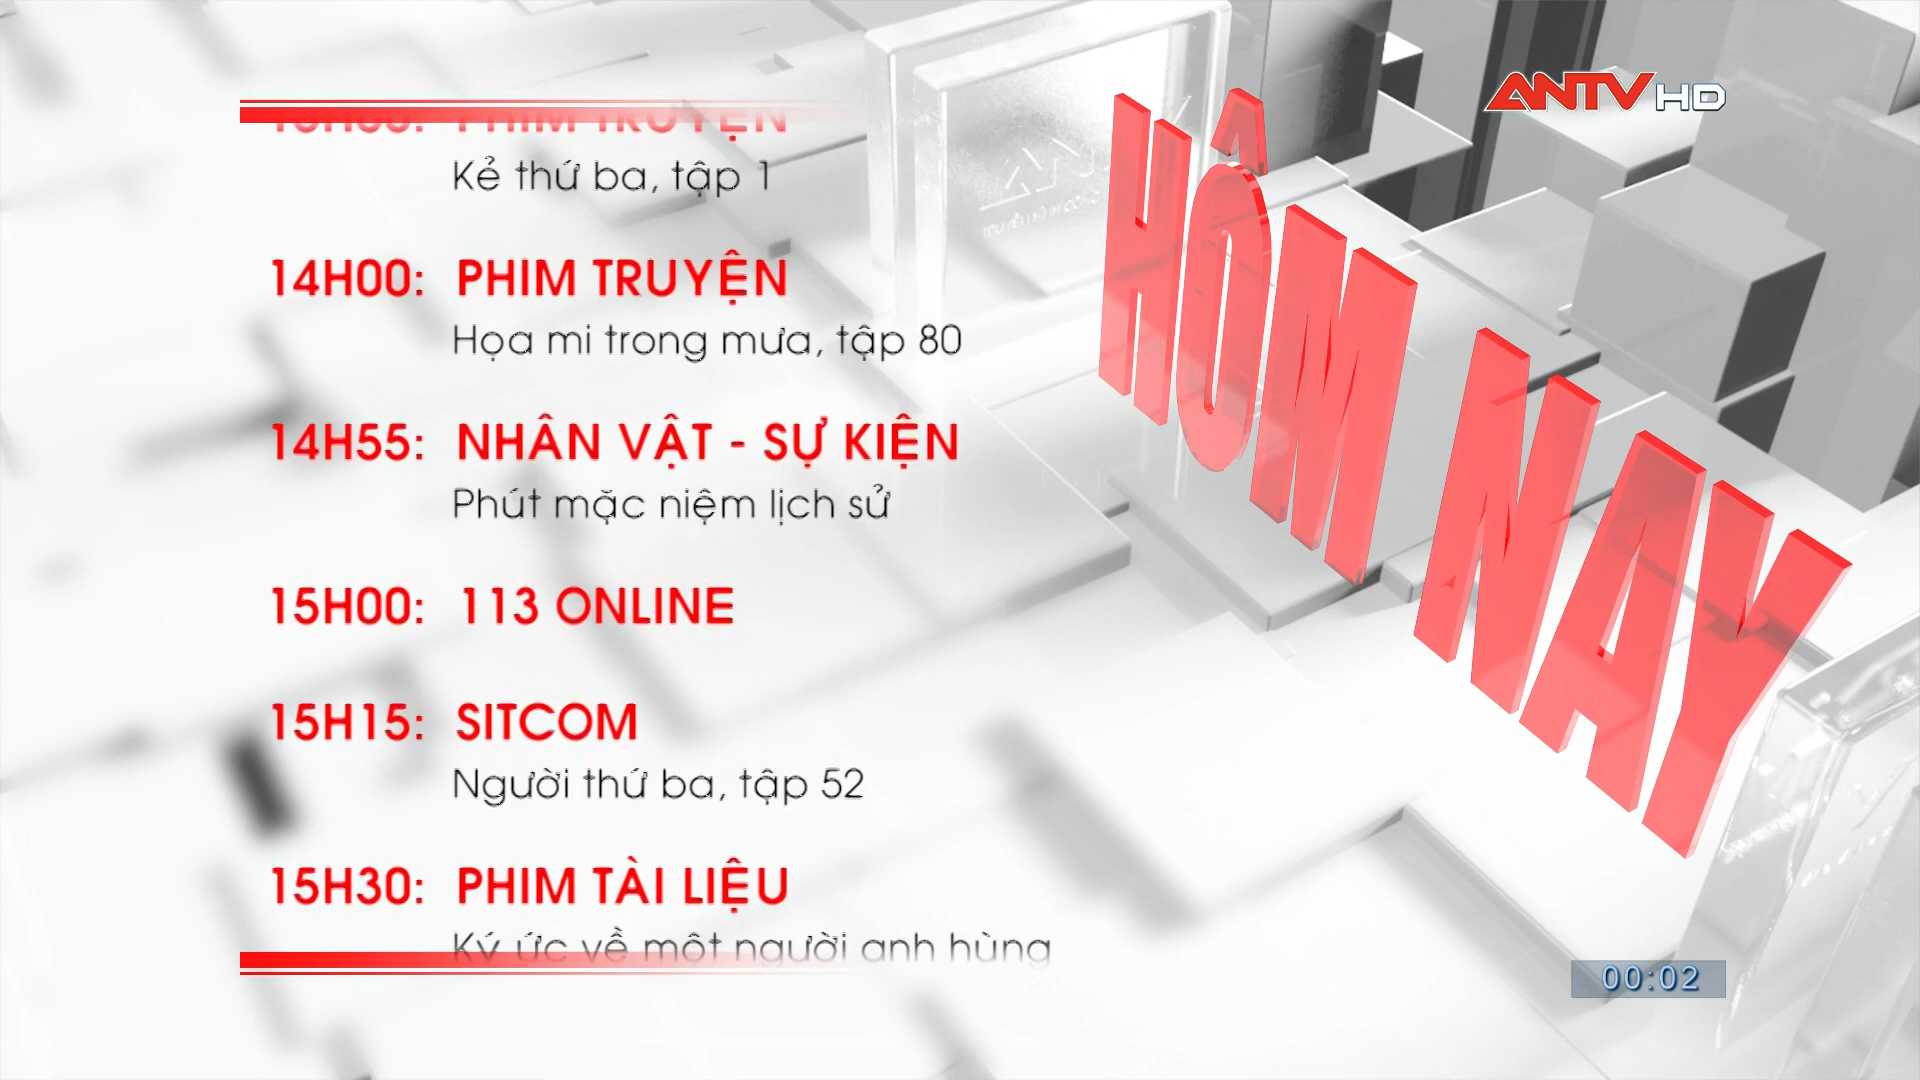 PHIM TRUYỆN
Kẻ thứ ba, tập 1
14H00: PHIM TRUYỆN
Họa mi trong mưa, tập 80
14H55: NHÂN VẬT - SỰ KIỆN
Phút mặc niệm lịch sử
15H00: 113 ONLINE
15H15: SITCOM
Người thứ ba, tập 52
15H30: PHIM TÀI LIỆU
Ký ức về một người anh hùng
HÔM NAY
ANTV HD
00:02